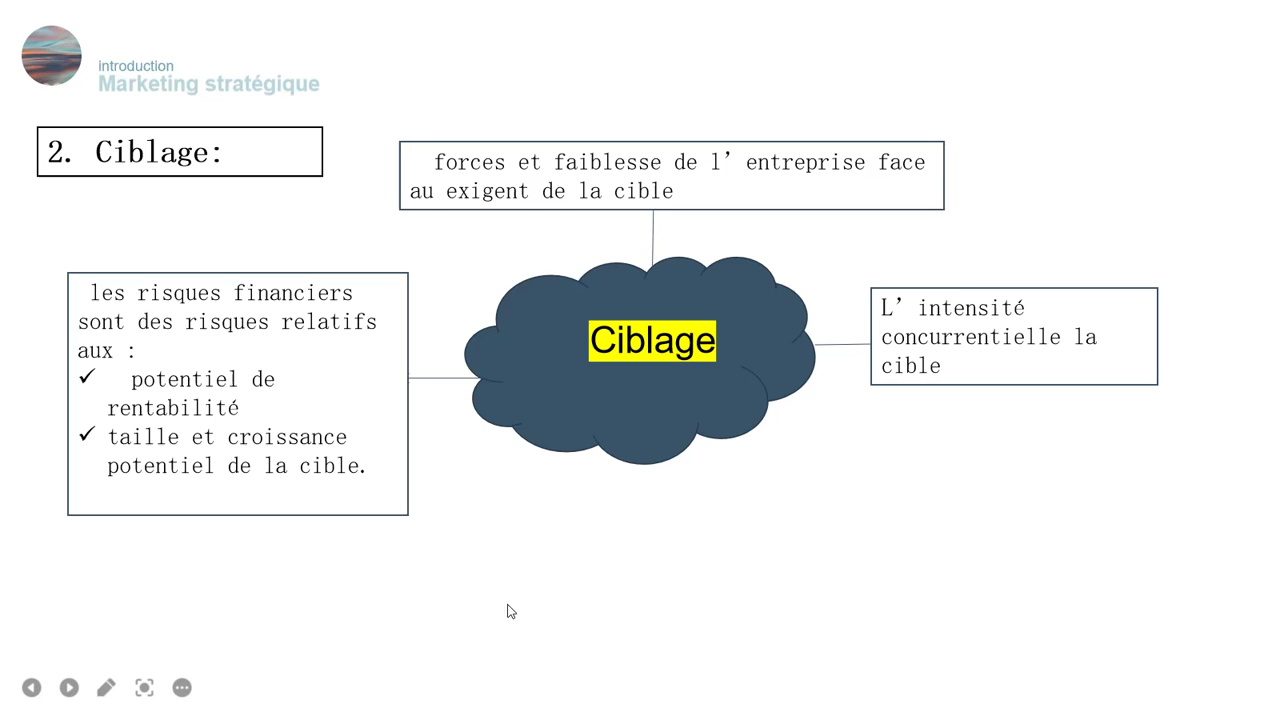 introduction
Marketing stratégique
2. Ciblage:
forces et faiblesse de l’entreprise face
au exigent de la cible
les risques financiers
sont des risques relatifs
aux :
✓ potentiel de
rentabilité
✓ taille et croissance
potentiel de la cible.
Ciblage
L’intensité
concurrentielle la
cible